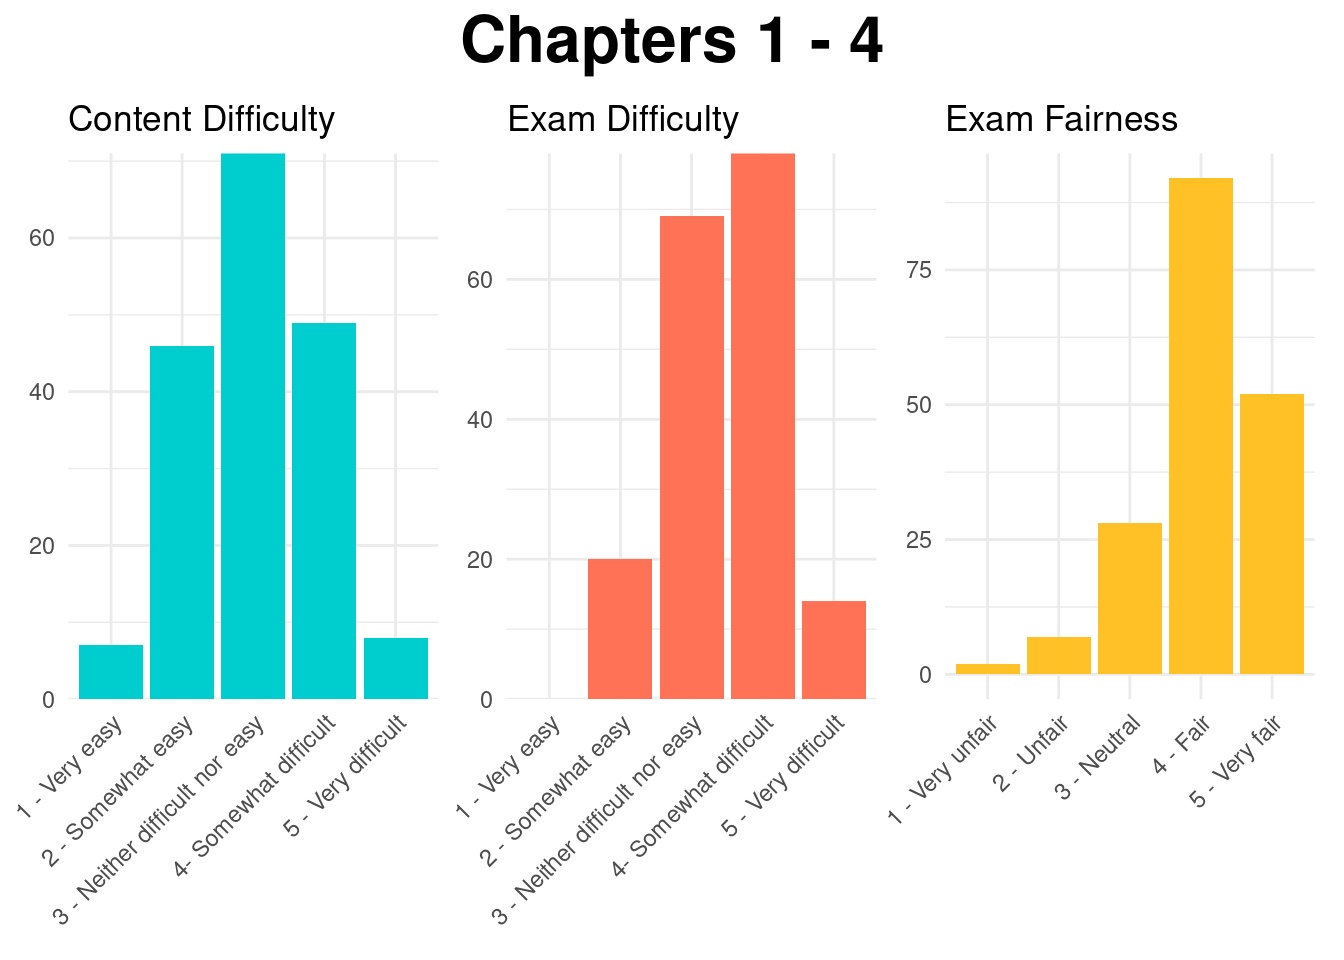 Chapters 1 - 4
Content Difficulty
60
40
20
0
1 - Very easy
2 - Somewhat easy
3 - Neither difficult nor easy
4- Somewhat difficult
5 - Very difficult
Exam Difficulty
60
40
20
0
1 - Very easy
2 - Somewhat easy
3 - Neither difficult nor easy
4- Somewhat difficult
5 - Very difficult
Exam Fairness
75
50
25
0
1 - Very unfair
2 - Unfair
3 - Neutral
4 - Fair
5 - Very fair